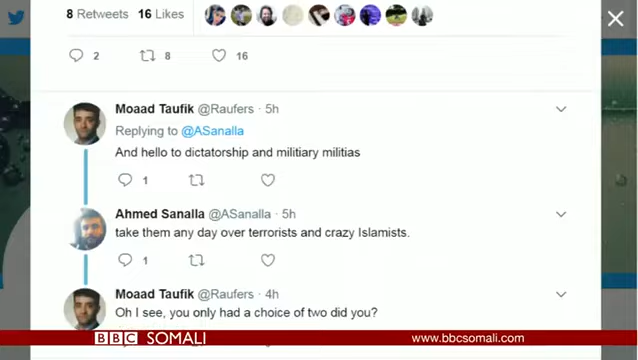 8 Retweets 16 Likes
2 8 16
Moaad Taufik @Raufers · 5h
Replying to @ASanalla
And hello to dictatorship and militiary militias
1
Ahmed Sanalla @ASanalla · 5h
take them any day over terrorists and crazy Islamists.
1
Moaad Taufik @Raufers · 4h
Oh I see, you only had a choice of two did you?
BBC SOMALI www.bbcsomali.com